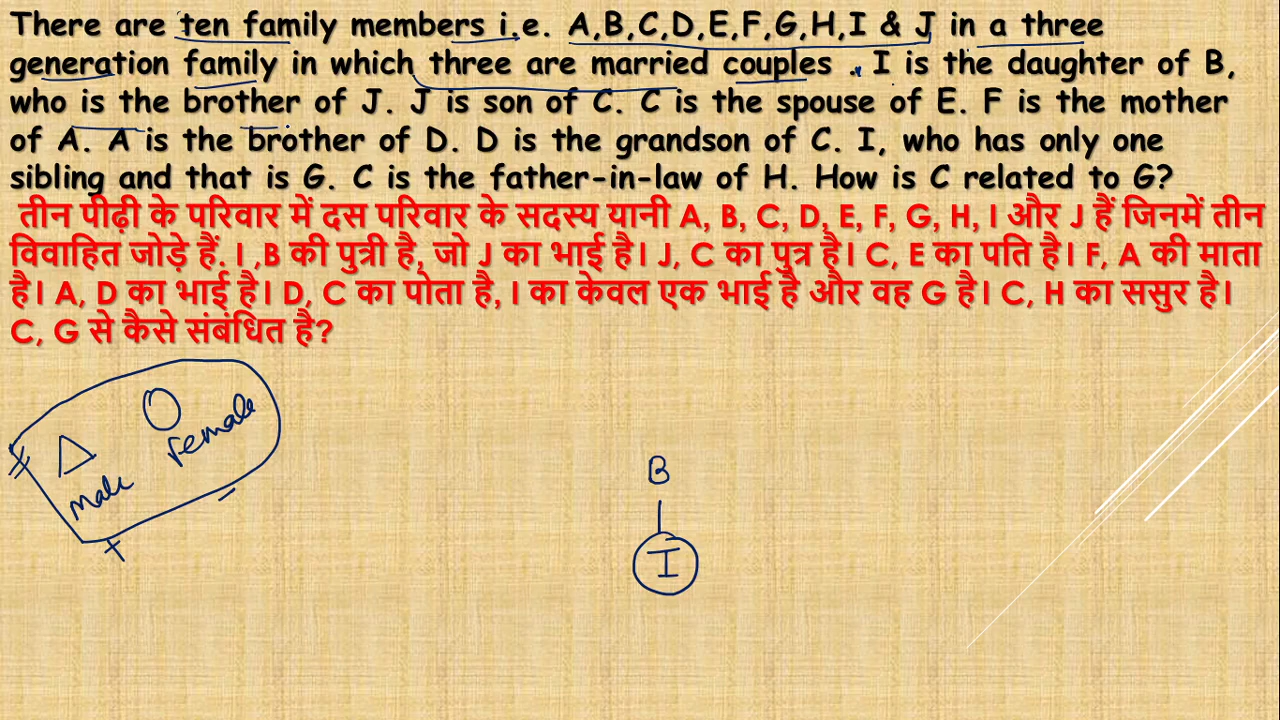 There are ten family members i.e. A,B,C,D,E,F,G,H,I & J in a three
generation family in which three are married couples . I is the daughter of B,
who is the brother of J. J is son of C. C is the spouse of E. F is the mother
of A. A is the brother of D. D is the grandson of C. I, who has only one
sibling and that is G. C is the father-in-law of H. How is C related to G?
तीन पीढ़ी के परिवार में दस परिवार के सदस्य यानी A, B, C, D, E, F, G, H, I और J हैं जिनमें तीन
विवाहित जोड़े हैं. I ,B की पुत्री है, जो J का भाई है। J, C का पुत्र है। C, E का पति है। F, A की माता
है। A, D का भाई है। D, C का पोता है, I का केवल एक भाई है और वह G है। C, H का ससुर है।
C, G से कैसे संबंधित है?
male female
B
I